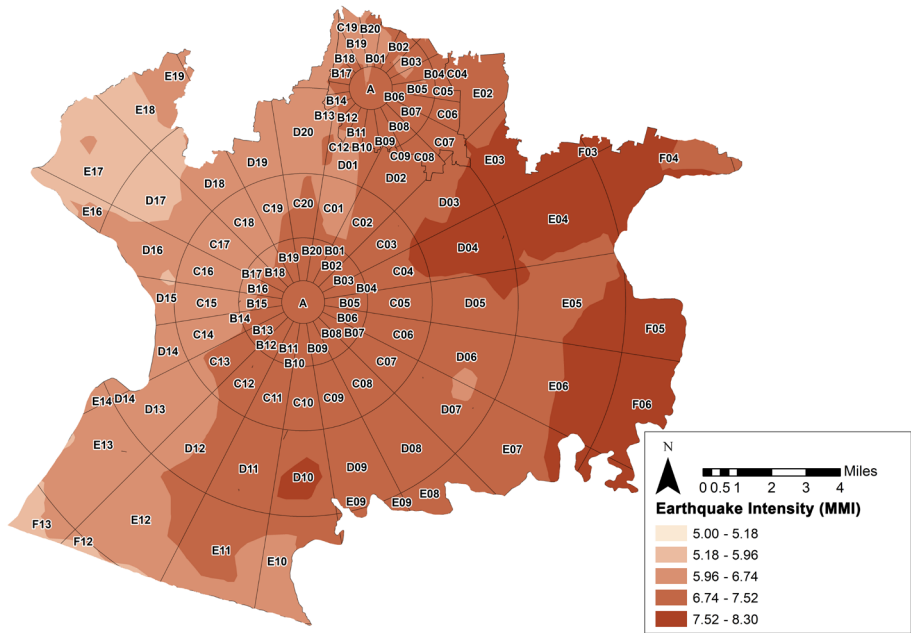 C19 B20
B19 B02
B18 B01 B03
B17 B04 C04
E19 A B05 C05 E02
B14 B06
E18 B13 B12 B07 C06
D20 B11 B08
C12 B10 B09 C07
D19 D01 C09 C08 E03 F03 F04
E17 D18 D02
E16 D17 C19 C20 C01 D03
C18 C02 E04
D16 C17 B20 B01 C03 D04
B19 B02
C16 B17 B18 B03 C04
B16 B04
D15 C15 B15 A B05 C05 D05 E05
B14 B06 F05
C14 B13 B08 B07 C06
D14 B12 B11 B09 D06
C13 B10 C07
C12 C08 E06
E14 D14 C11 C10 C09 F06
D13 D07
E13 D12 D08 E07
D11 D10 D09
E09 E09 E08
F13 E12
F12 E11 E10
N
Miles
0 0.5 1 2 3 4
Earthquake Intensity (MMI)
5.00 - 5.18
5.18 - 5.96
5.96 - 6.74
6.74 - 7.52
7.52 - 8.30